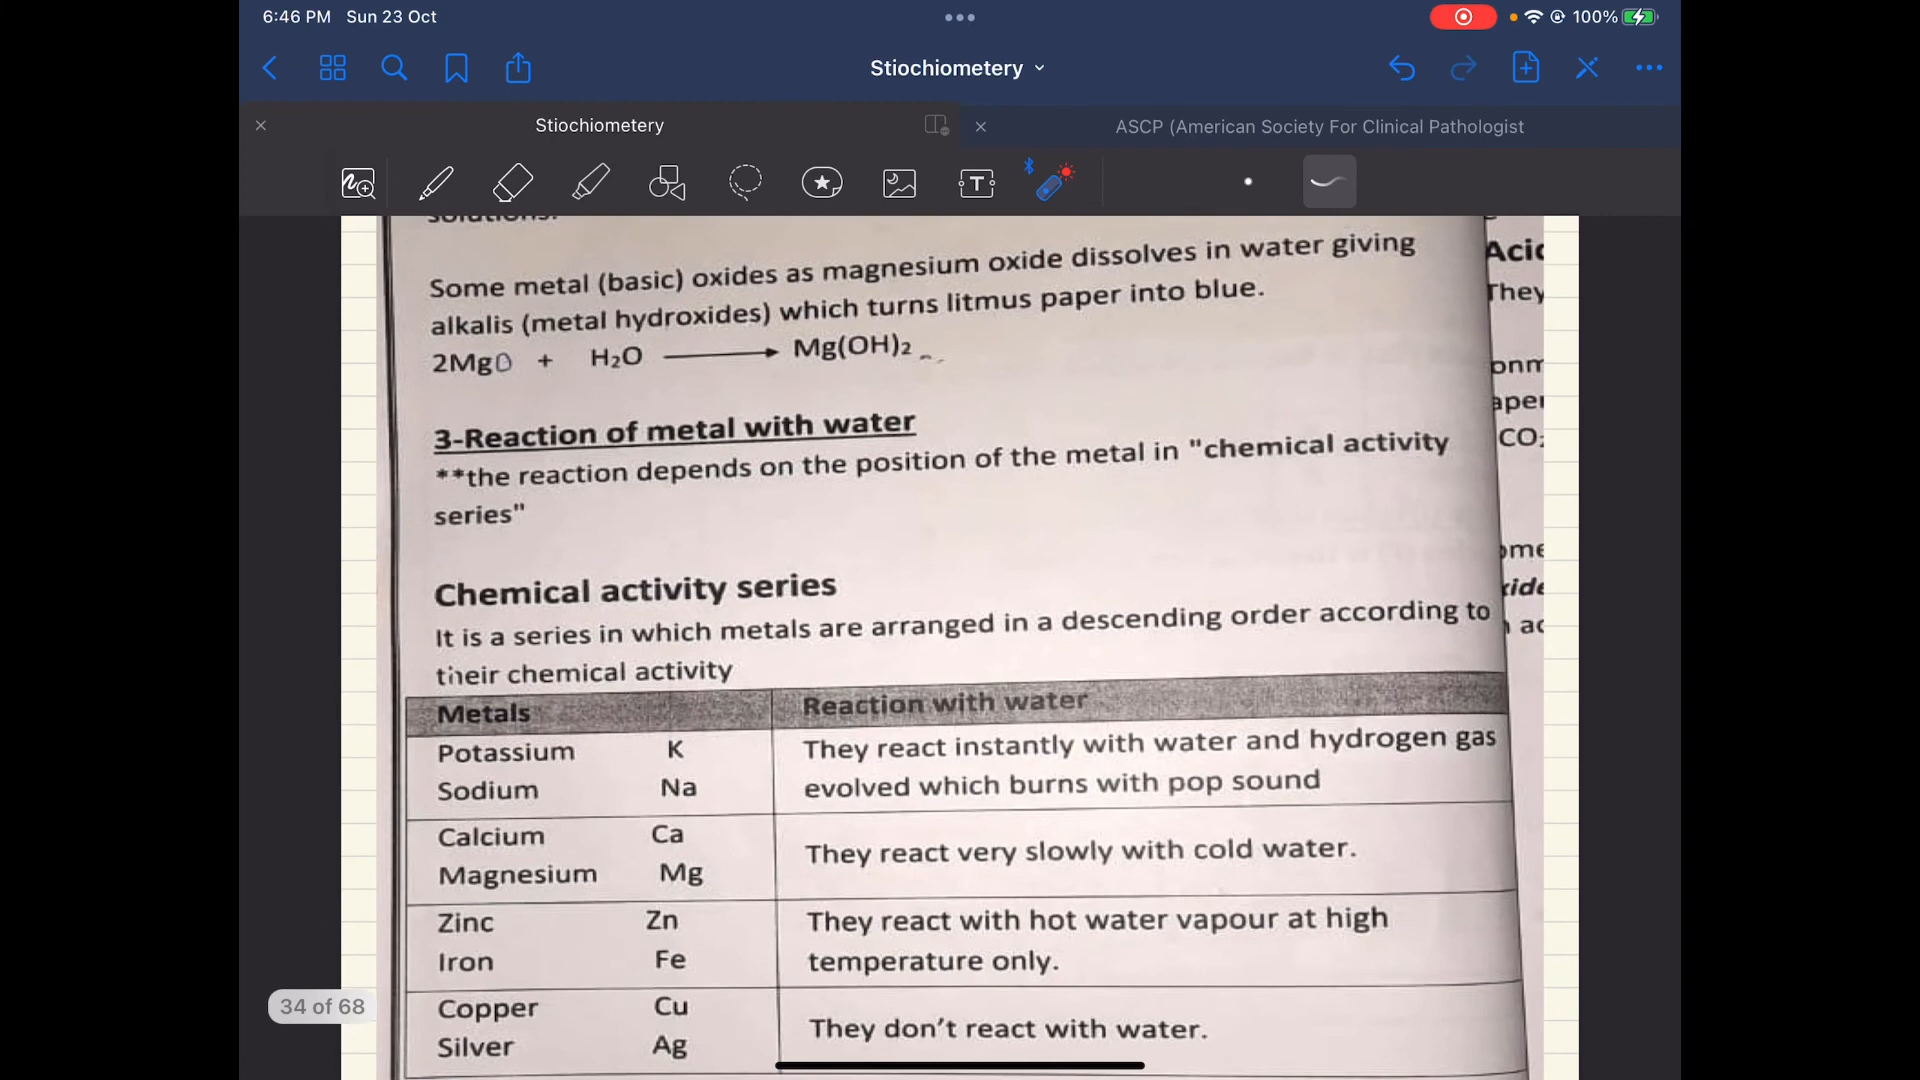 6:46 PM Sun 23 Oct
100%
Stiochiometery
Stiochiometery
ASCP (American Society For Clinical Pathologist
solutions.
Some metal (basic) oxides as magnesium oxide dissolves in water giving
alkalis (metal hydroxides) which turns litmus paper into blue.
2MgO + H₂O ⟶ Mg(OH)₂
3-Reaction of metal with water
**the reaction depends on the position of the metal in "chemical activity
series"
Chemical activity series
It is a series in which metals are arranged in a descending order according to
their chemical activity
Metals Reaction with water
Potassium K They react instantly with water and hydrogen gas
Sodium Na evolved which burns with pop sound
Calcium Ca
They react very slowly with cold water.
Magnesium Mg
Zinc Zn They react with hot water vapour at high
Iron Fe temperature only.
Copper Cu
They don't react with water.
Silver Ag
34 of 68
They
CO₂